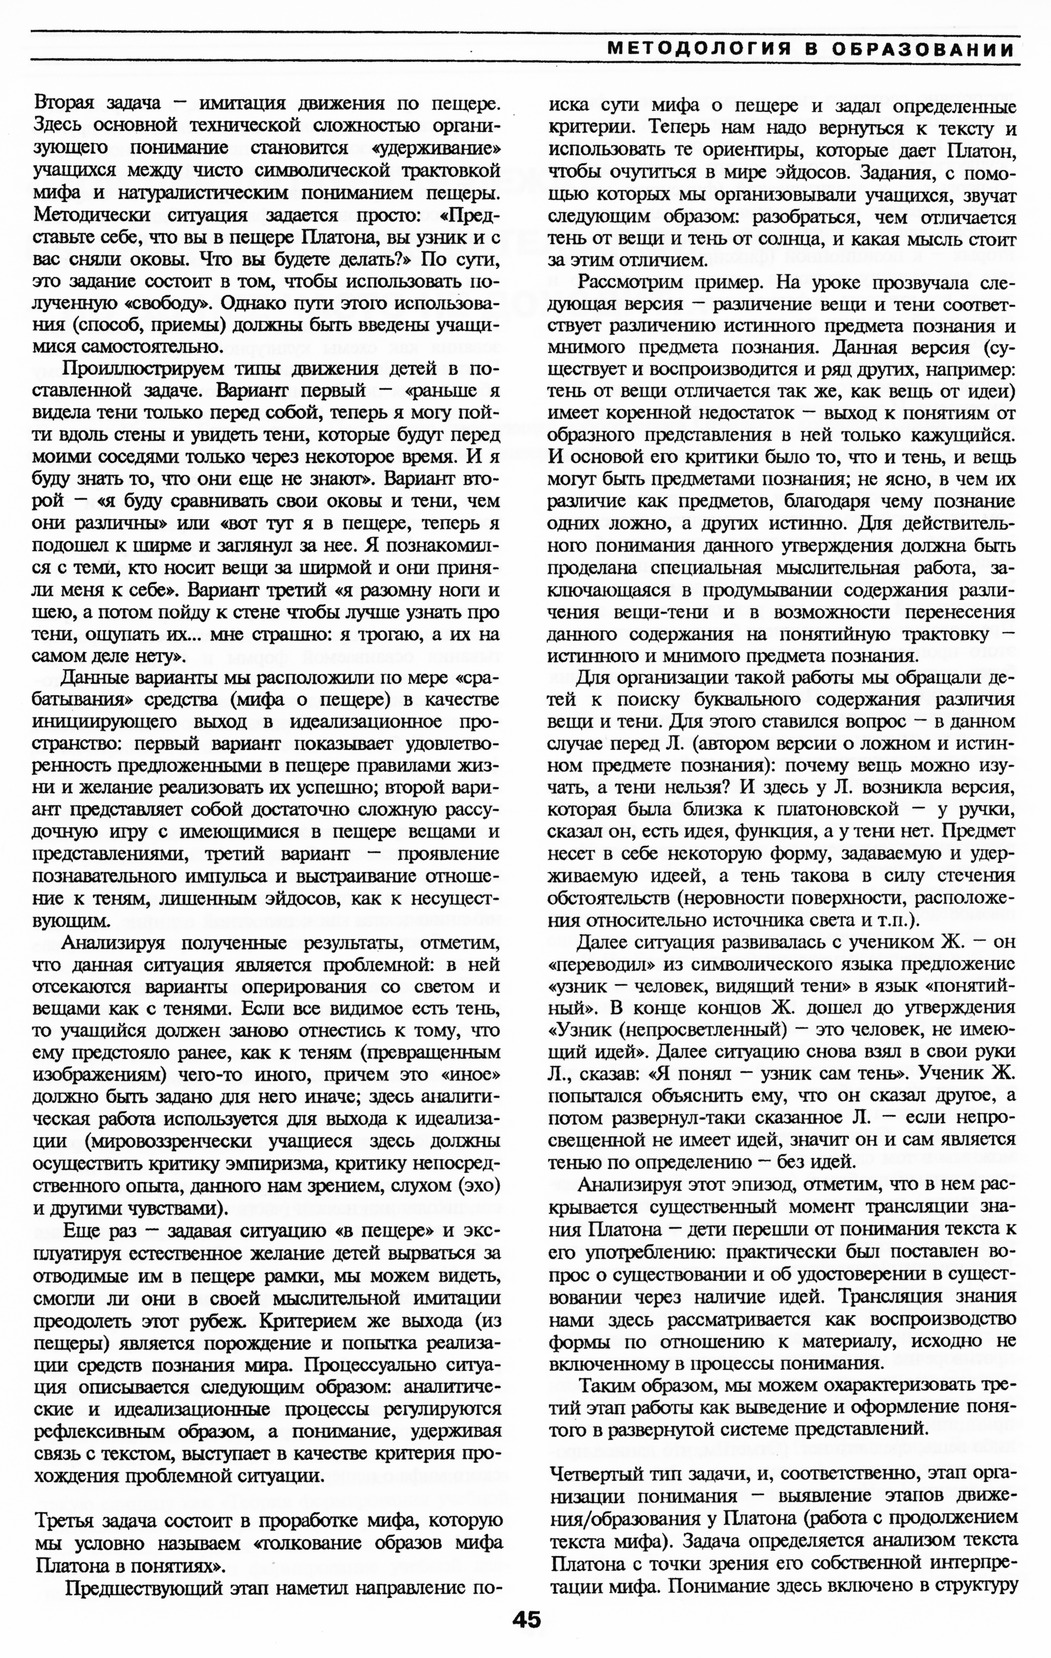 МЕТОДОЛОГИЯ В ОБРАЗОВАНИИ
Вторая задача — имитация движения по пещере.
Здесь основной технической сложностью органи-
зующего понимание становится «удерживание»
учащихся между чисто символической трактовкой
мифа и натуралистическим пониманием пещеры.
Методически ситуация задается просто: «Пред-
ставьте себе, что вы в пещере Платона, вы узник и с
вас сняли оковы. Что вы будете делать?» По сути,
это задание состоит в том, чтобы использовать по-
лученную «свободу». Однако пути этого использова-
ния (способ, приемы) должны быть введены учащи-
мися самостоятельно.
Проиллюстрируем типы движения детей в по-
ставленной задаче. Вариант первый — «раньше я
видела тени только перед собой, теперь я могу пой-
ти вдоль стены и увидеть тени, которые будут перед
моими соседями только через некоторое время. И я
буду знать то, что они еще не знают». Вариант вто-
рой — «я буду сравнивать свои оковы и тени, чем
они различны» или «вот тут я в пещере, теперь я
подошел к ширме и заглянул за нее. Я познакомил-
ся с теми, кто носит вещи за ширмой и они приня-
ли меня к себе». Вариант третий «я разомну ноги и
шею, а потом пойду к стене чтобы лучше узнать про
тени, ощупать их... мне страшно: я трогаю, а их на
самом деле нету».
Данные варианты мы расположили по мере «сра-
батывания» средства (мифа о пещере) в качестве
инициирующего выход в идеализационное про-
странство: первый вариант показывает удовлетво-
ренность предложенными в пещере правилами жиз-
ни и желание реализовать их успешно; второй вари-
ант представляет собой достаточно сложную рассу-
дочную игру с имеющимися в пещере вещами и
представлениями, третий вариант — проявление
познавательного импульса и выстраивание отноше-
ние к теням, лишенным эйдосов, как к несущест-
вующим.
Анализируя полученные результаты, отметим,
что данная ситуация является проблемной: в ней
отсекаются варианты оперирования со светом и
вещами как с тенями. Если все видимое есть тень,
то учащийся должен заново отнестись к тому, что
ему предстояло ранее, как к теням (превращенным
изображениям) чего-то иного, причем это «иное»
должно быть задано для него иначе; здесь аналити-
ческая работа используется для выхода к идеализа-
ции (мировоззренчески учащиеся здесь должны
осуществить критику эмпиризма, критику непосред-
ственного опыта, данного нам зрением, слухом (эхо)
и другими чувствами).
Еще раз — задавая ситуацию «в пещере» и экс-
плуатируя естественное желание детей вырваться за
отводимые им в пещере рамки, мы можем видеть,
смогли ли они в своей мыслительной имитации
преодолеть этот рубеж. Критерием же выхода (из
пещеры) является порождение и попытка реализа-
ции средств познания мира. Процессуально ситуа-
ция описывается следующим образом: аналитиче-
ские и идеализационные процессы регулируются
рефлексивным образом, а понимание, удерживая
связь с текстом, выступает в качестве критерия про-
хождения проблемной ситуации.
Третья задача состоит в проработке мифа, которую
мы условно называем «толкование образов мифа
Платона в понятиях».
Предшествующий этап наметил направление по-
иска сути мифа о пещере и задал определенные
критерии. Теперь нам надо вернуться к тексту и
использовать те ориентиры, которые дает Платон,
чтобы очутиться в мире эйдосов. Задания, с помо-
щью которых мы организовывали учащихся, звучат
следующим образом: разобраться, чем отличается
тень от вещи и тень от солнца, и какая мысль стоит
за этим отличием.
Рассмотрим пример. На уроке прозвучала сле-
дующая версия — различение вещи и тени соответ-
ствует различению истинного предмета познания и
мнимого предмета познания. Данная версия (су-
ществует и воспроизводится и ряд других, например:
тень от вещи отличается так же, как вещь от идеи)
имеет коренной недостаток — выход к понятиям от
образного представления в ней только кажущийся.
И основой его критики было то, что и тень, и вещь
могут быть предметами познания; не ясно, в чем их
различие как предметов, благодаря чему познание
одних ложно, а других истинно. Для действитель-
ного понимания данного утверждения должна быть
проделана специальная мыслительная работа, за-
ключающаяся в продумывании содержания разли-
чения вещи-тени и в возможности перенесения
данного содержания на понятийную трактовку —
истинного и мнимого предмета познания.
Для организации такой работы мы обращали де-
тей к поиску буквального содержания различия
вещи и тени. Для этого ставился вопрос — в данном
случае перед Л. (автором версии о ложном и истин-
ном предмете познания): почему вещь можно изу-
чать, а тени нельзя? И здесь у Л. возникла версия,
которая была близка к платоновской — у ручки,
сказал он, есть идея, функция, а у тени нет. Предмет
несет в себе некоторую форму, задаваемую и удер-
живаемую идеей, а тень такова в силу стечения
обстоятельств (неровности поверхности, расположе-
ния относительно источника света и т.п.).
Далее ситуация развивалась с учеником Ж. — он
«переводил» из символического языка предложение
«узник — человек, видящий тени» в язык «понятий-
ный». В конце концов Ж. дошел до утверждения
«Узник (непросветленный) — это человек, не имею-
щий идей». Далее ситуацию снова взял в свои руки
Л., сказав: «Я понял — узник сам тень». Ученик Ж.
попытался объяснить ему, что он сказал другое, а
потом развернул-таки сказанное Л. — если непро-
свещенной не имеет идей, значит он и сам является
тенью по определению — без идей.
Анализируя этот эпизод, отметим, что в нем рас-
крывается существенный момент трансляции зна-
ния Платона — дети перешли от понимания текста к
его употреблению: практически был поставлен во-
прос о существовании и об удостоверении в сущест-
вовании через наличие идей. Трансляция знания
нами здесь рассматривается как воспроизводство
формы по отношению к материалу, исходно не
включенному в процессы понимания.
Таким образом, мы можем охарактеризовать тре-
тий этап работы как выведение и оформление поня-
того в развернутой системе представлений.
Четвертый тип задачи, и, соответственно, этап орга-
низации понимания — выявление этапов движе-
ния/образования у Платона (работа с продолжением
текста мифа). Задача определяется анализом текста
Платона с точки зрения его собственной интерпре-
тации мифа. Понимание здесь включено в структуру
45